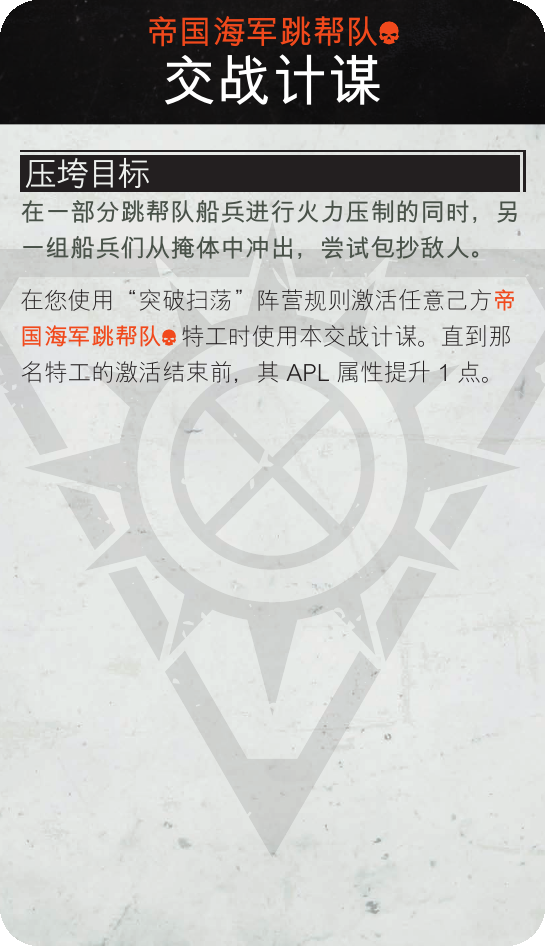 帝国海军跳帮队
交战计谋
压垮目标
在一部分跳帮队船兵进行火力压制的同时，另
一组船兵们从掩体中冲出，尝试包抄敌人。
在您使用“突破扫荡”阵营规则激活任意己方帝
国海军跳帮队特工时使用本交战计谋。直到那
名特工的激活结束前，其 APL 属性提升 1 点。